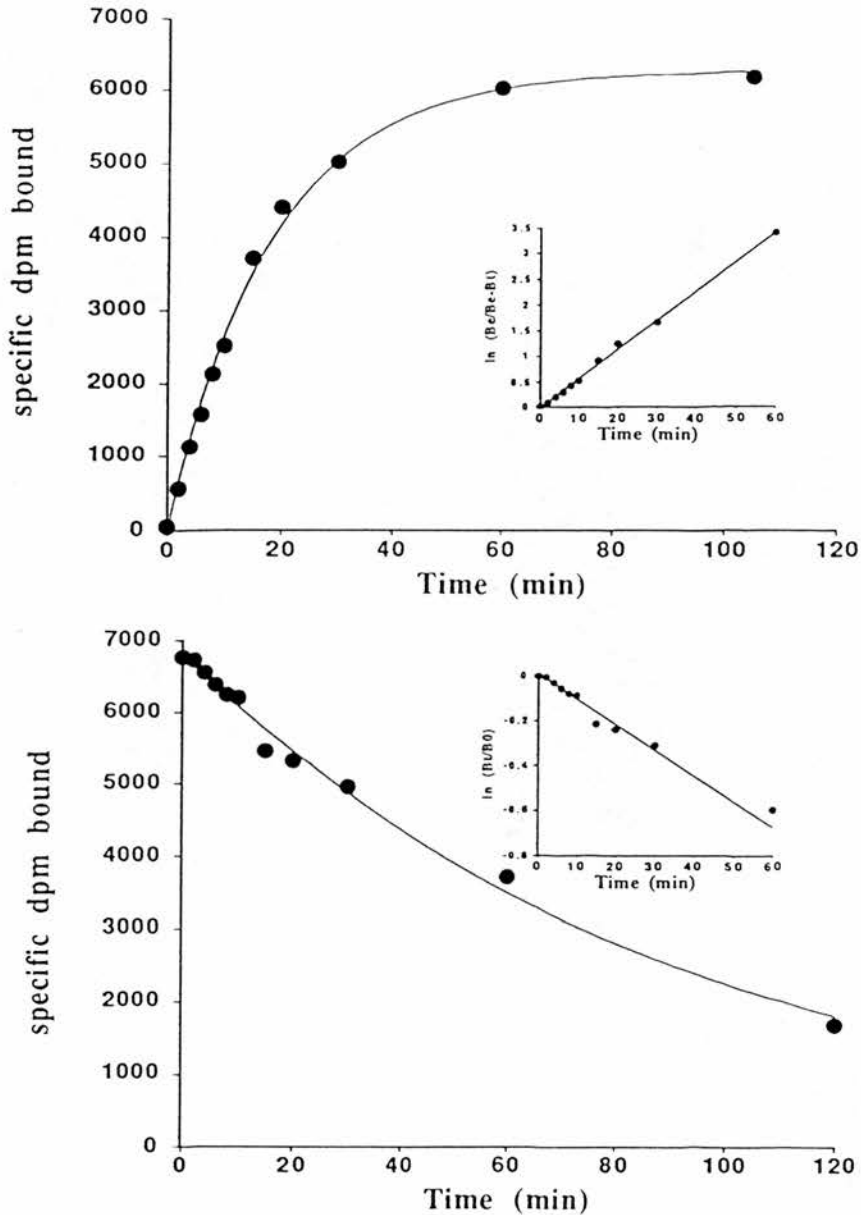 7000
6000
5000
4000
3000
2000
1000
0
specific dpm bound
0 20 40 60 80 100 120
Time (min)
3.5
3
2.5
2
1.5
1
0.5
0
ln (Be/Be-Bt)
0 10 20 30 40 50 60
Time (min)
7000
6000
5000
4000
3000
2000
1000
0
specific dpm bound
0 20 40 60 80 100 120
Time (min)
0
-0.2
-0.4
-0.6
-0.8
ln (Bt/B0)
0 10 20 30 40 50 60
Time (min)